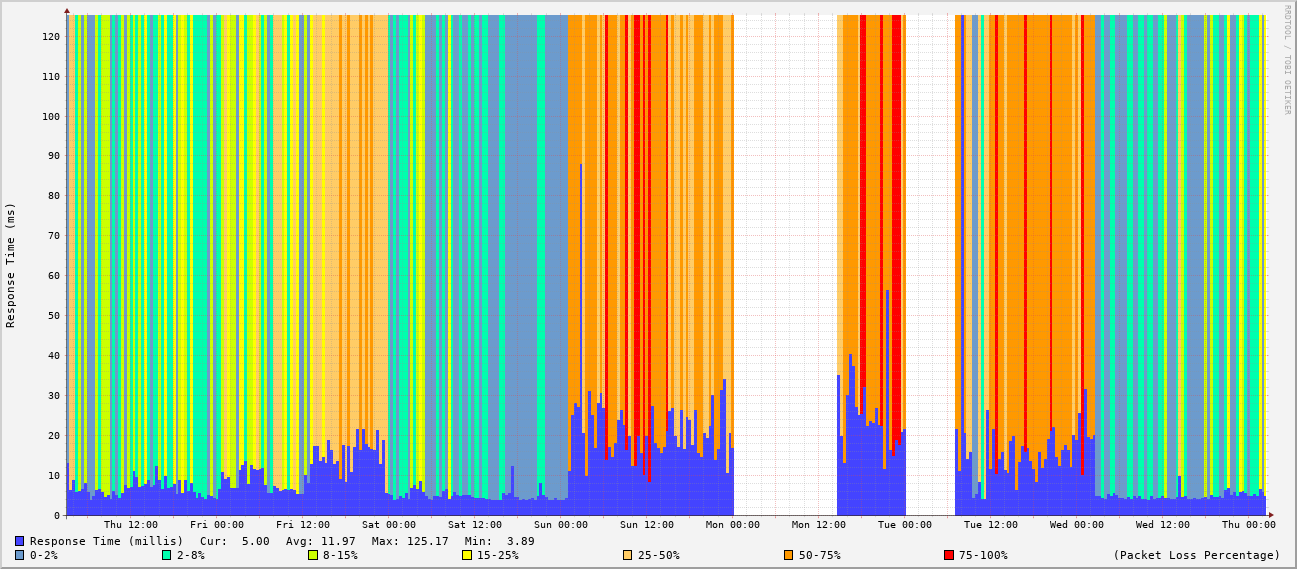 RRDTOOL / TOBI OETIKER
Response Time (ms)
120
110
100
90
80
70
60
50
40
30
20
10
0
Thu 12:00 Fri 00:00 Fri 12:00 Sat 00:00 Sat 12:00 Sun 00:00 Sun 12:00 Mon 00:00 Mon 12:00 Tue 00:00 Tue 12:00 Wed 00:00 Wed 12:00 Thu 00:00
Response Time (millis) Cur: 5.00 Avg: 11.97 Max: 125.17 Min: 3.89
0-2% 2-8% 8-15% 15-25% 25-50% 50-75% 75-100% (Packet Loss Percentage)